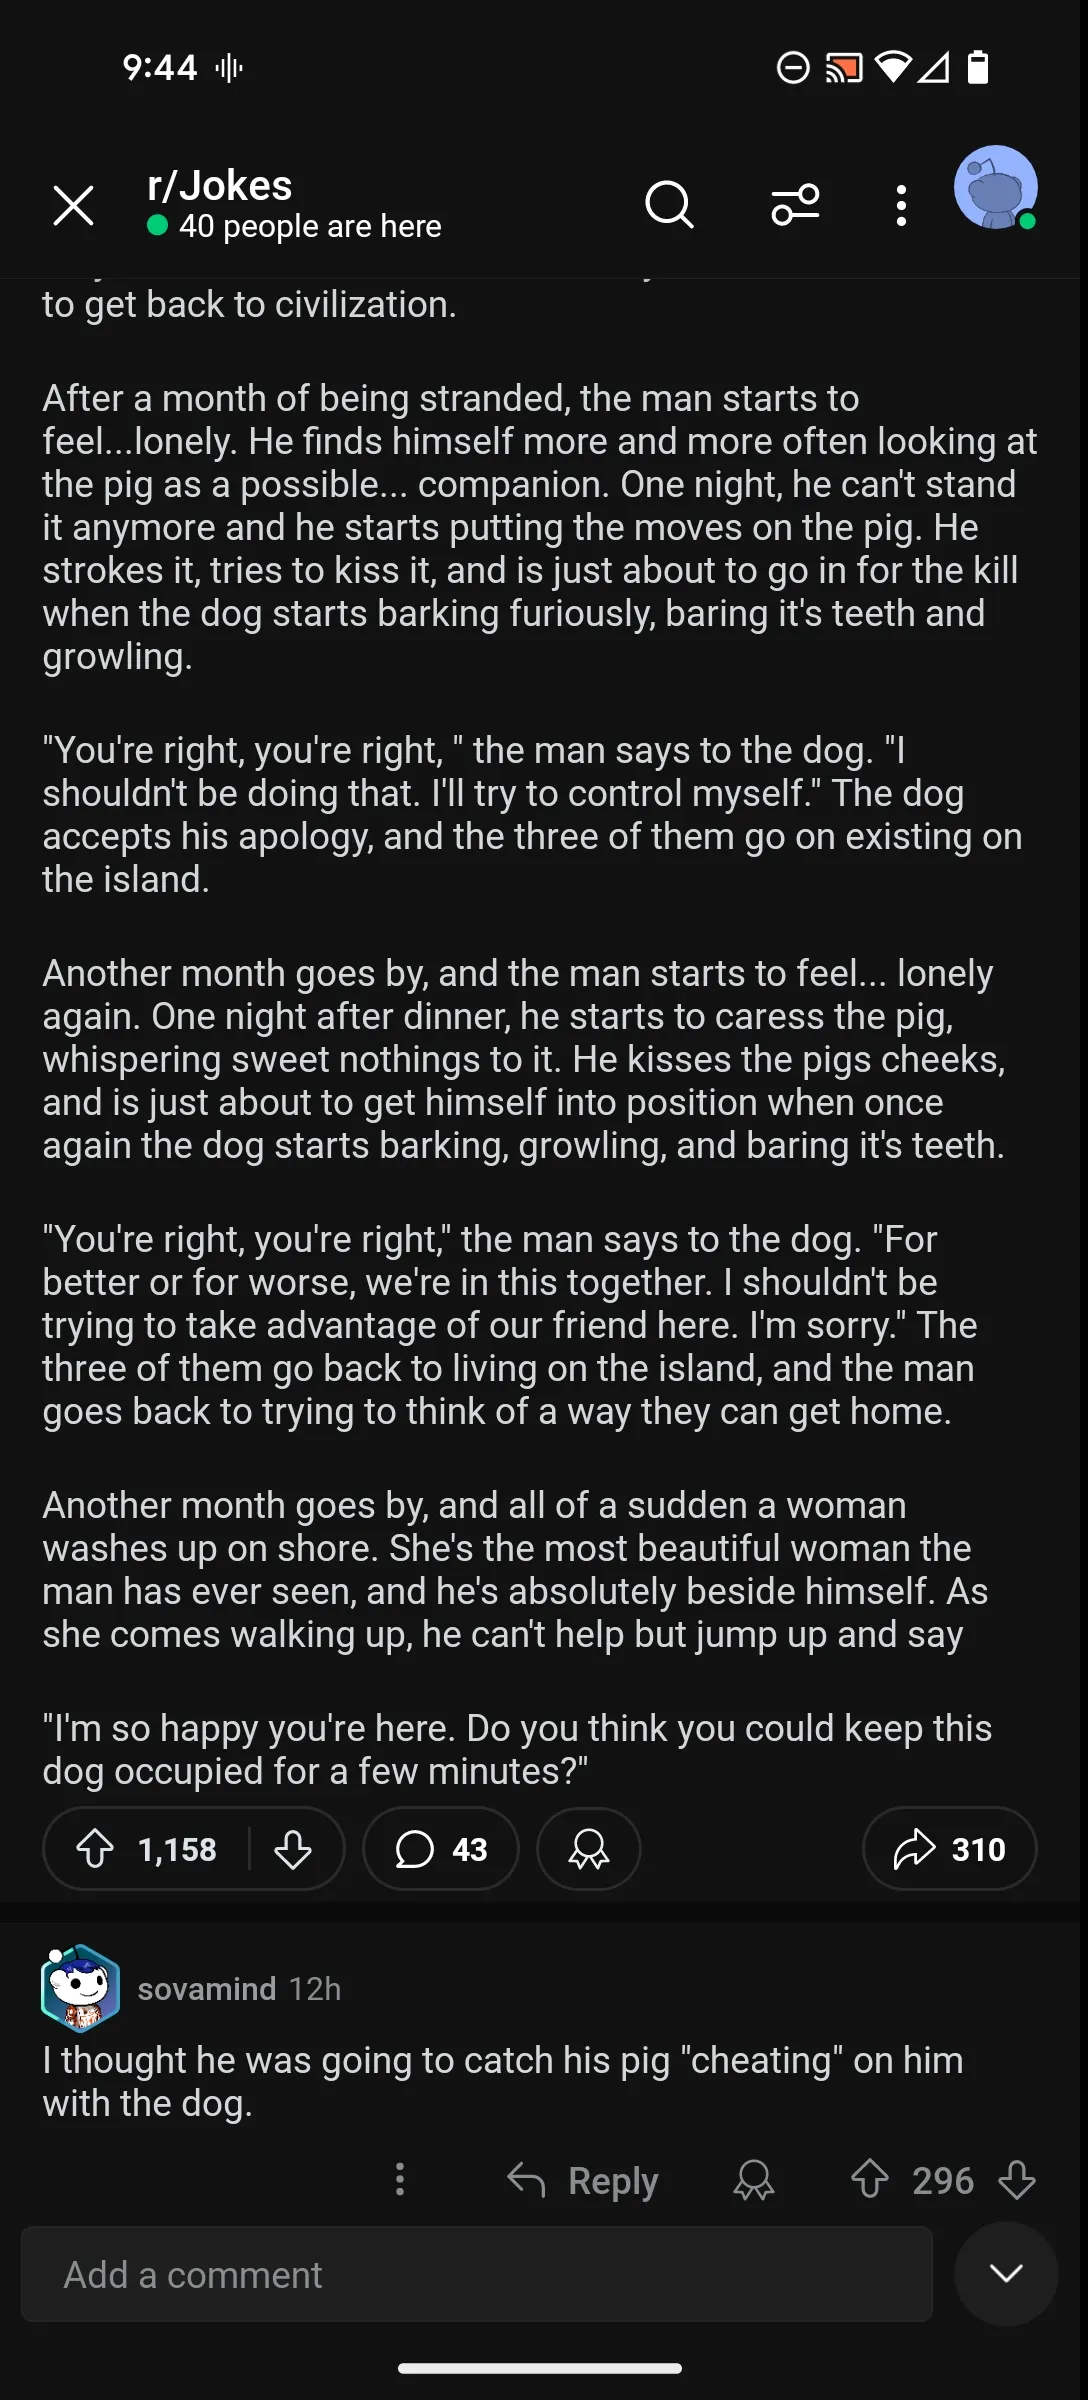 9:44
r/Jokes
40 people are here
to get back to civilization.
After a month of being stranded, the man starts to
feel...lonely. He finds himself more and more often looking at
the pig as a possible... companion. One night, he can't stand
it anymore and he starts putting the moves on the pig. He
strokes it, tries to kiss it, and is just about to go in for the kill
when the dog starts barking furiously, baring it's teeth and
growling.
"You're right, you're right, " the man says to the dog. "I
shouldn't be doing that. I'll try to control myself." The dog
accepts his apology, and the three of them go on existing on
the island.
Another month goes by, and the man starts to feel... lonely
again. One night after dinner, he starts to caress the pig,
whispering sweet nothings to it. He kisses the pigs cheeks,
and is just about to get himself into position when once
again the dog starts barking, growling, and baring it's teeth.
"You're right, you're right," the man says to the dog. "For
better or for worse, we're in this together. I shouldn't be
trying to take advantage of our friend here. I'm sorry." The
three of them go back to living on the island, and the man
goes back to trying to think of a way they can get home.
Another month goes by, and all of a sudden a woman
washes up on shore. She's the most beautiful woman the
man has ever seen, and he's absolutely beside himself. As
she comes walking up, he can't help but jump up and say
"I'm so happy you're here. Do you think you could keep this
dog occupied for a few minutes?"
1,158 43 310
sovamind 12h
I thought he was going to catch his pig "cheating" on him
with the dog.
Reply 296
Add a comment